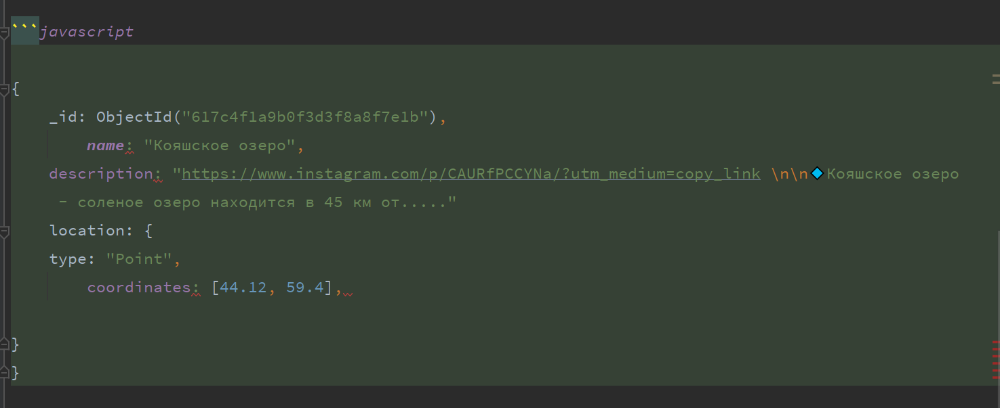 ```javascript
{
_id: ObjectId("617c4f1a9b0f3d3f8a8f7e1b"),
name: "Кояшское озеро",
description: "https://www.instagram.com/p/CAURfPCCYNa/?utm_medium=copy_link \n\n🔹Кояшское озеро
- соленое озеро находится в 45 км от....."
location: {
type: "Point",
coordinates: [44.12, 59.4],
}
}